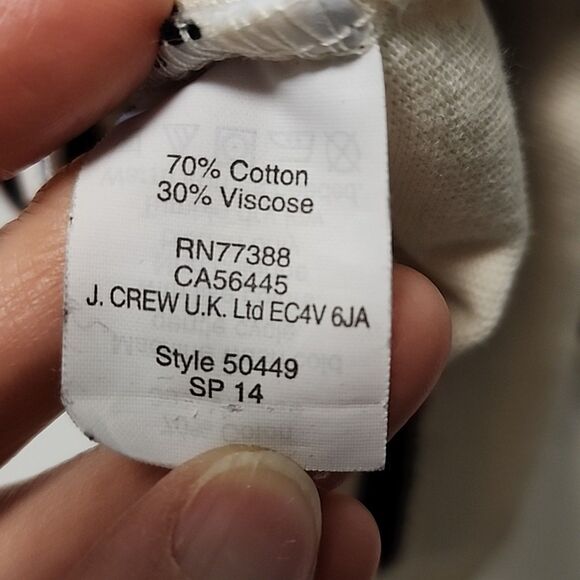 70% Cotton
30% Viscose
RN77388
CA56445
J. CREW U.K. Ltd EC4V 6JA
Style 50449
SP 14